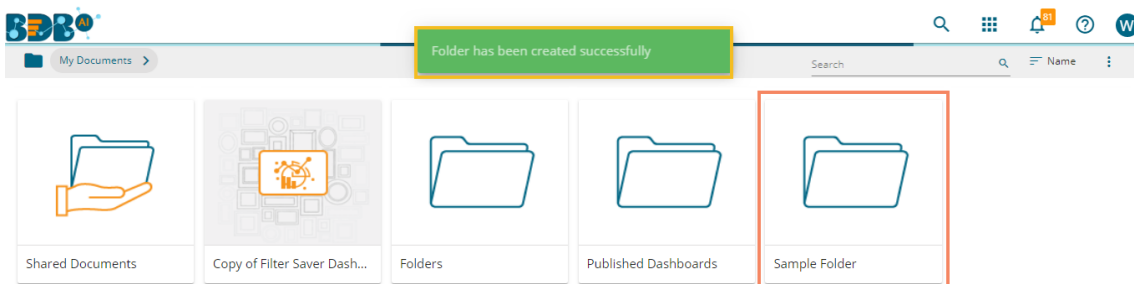 BDB AI
81
W
Folder has been created successfully
My Documents
Search
Name
Shared Documents
Copy of Filter Saver Dash...
Folders
Published Dashboards
Sample Folder